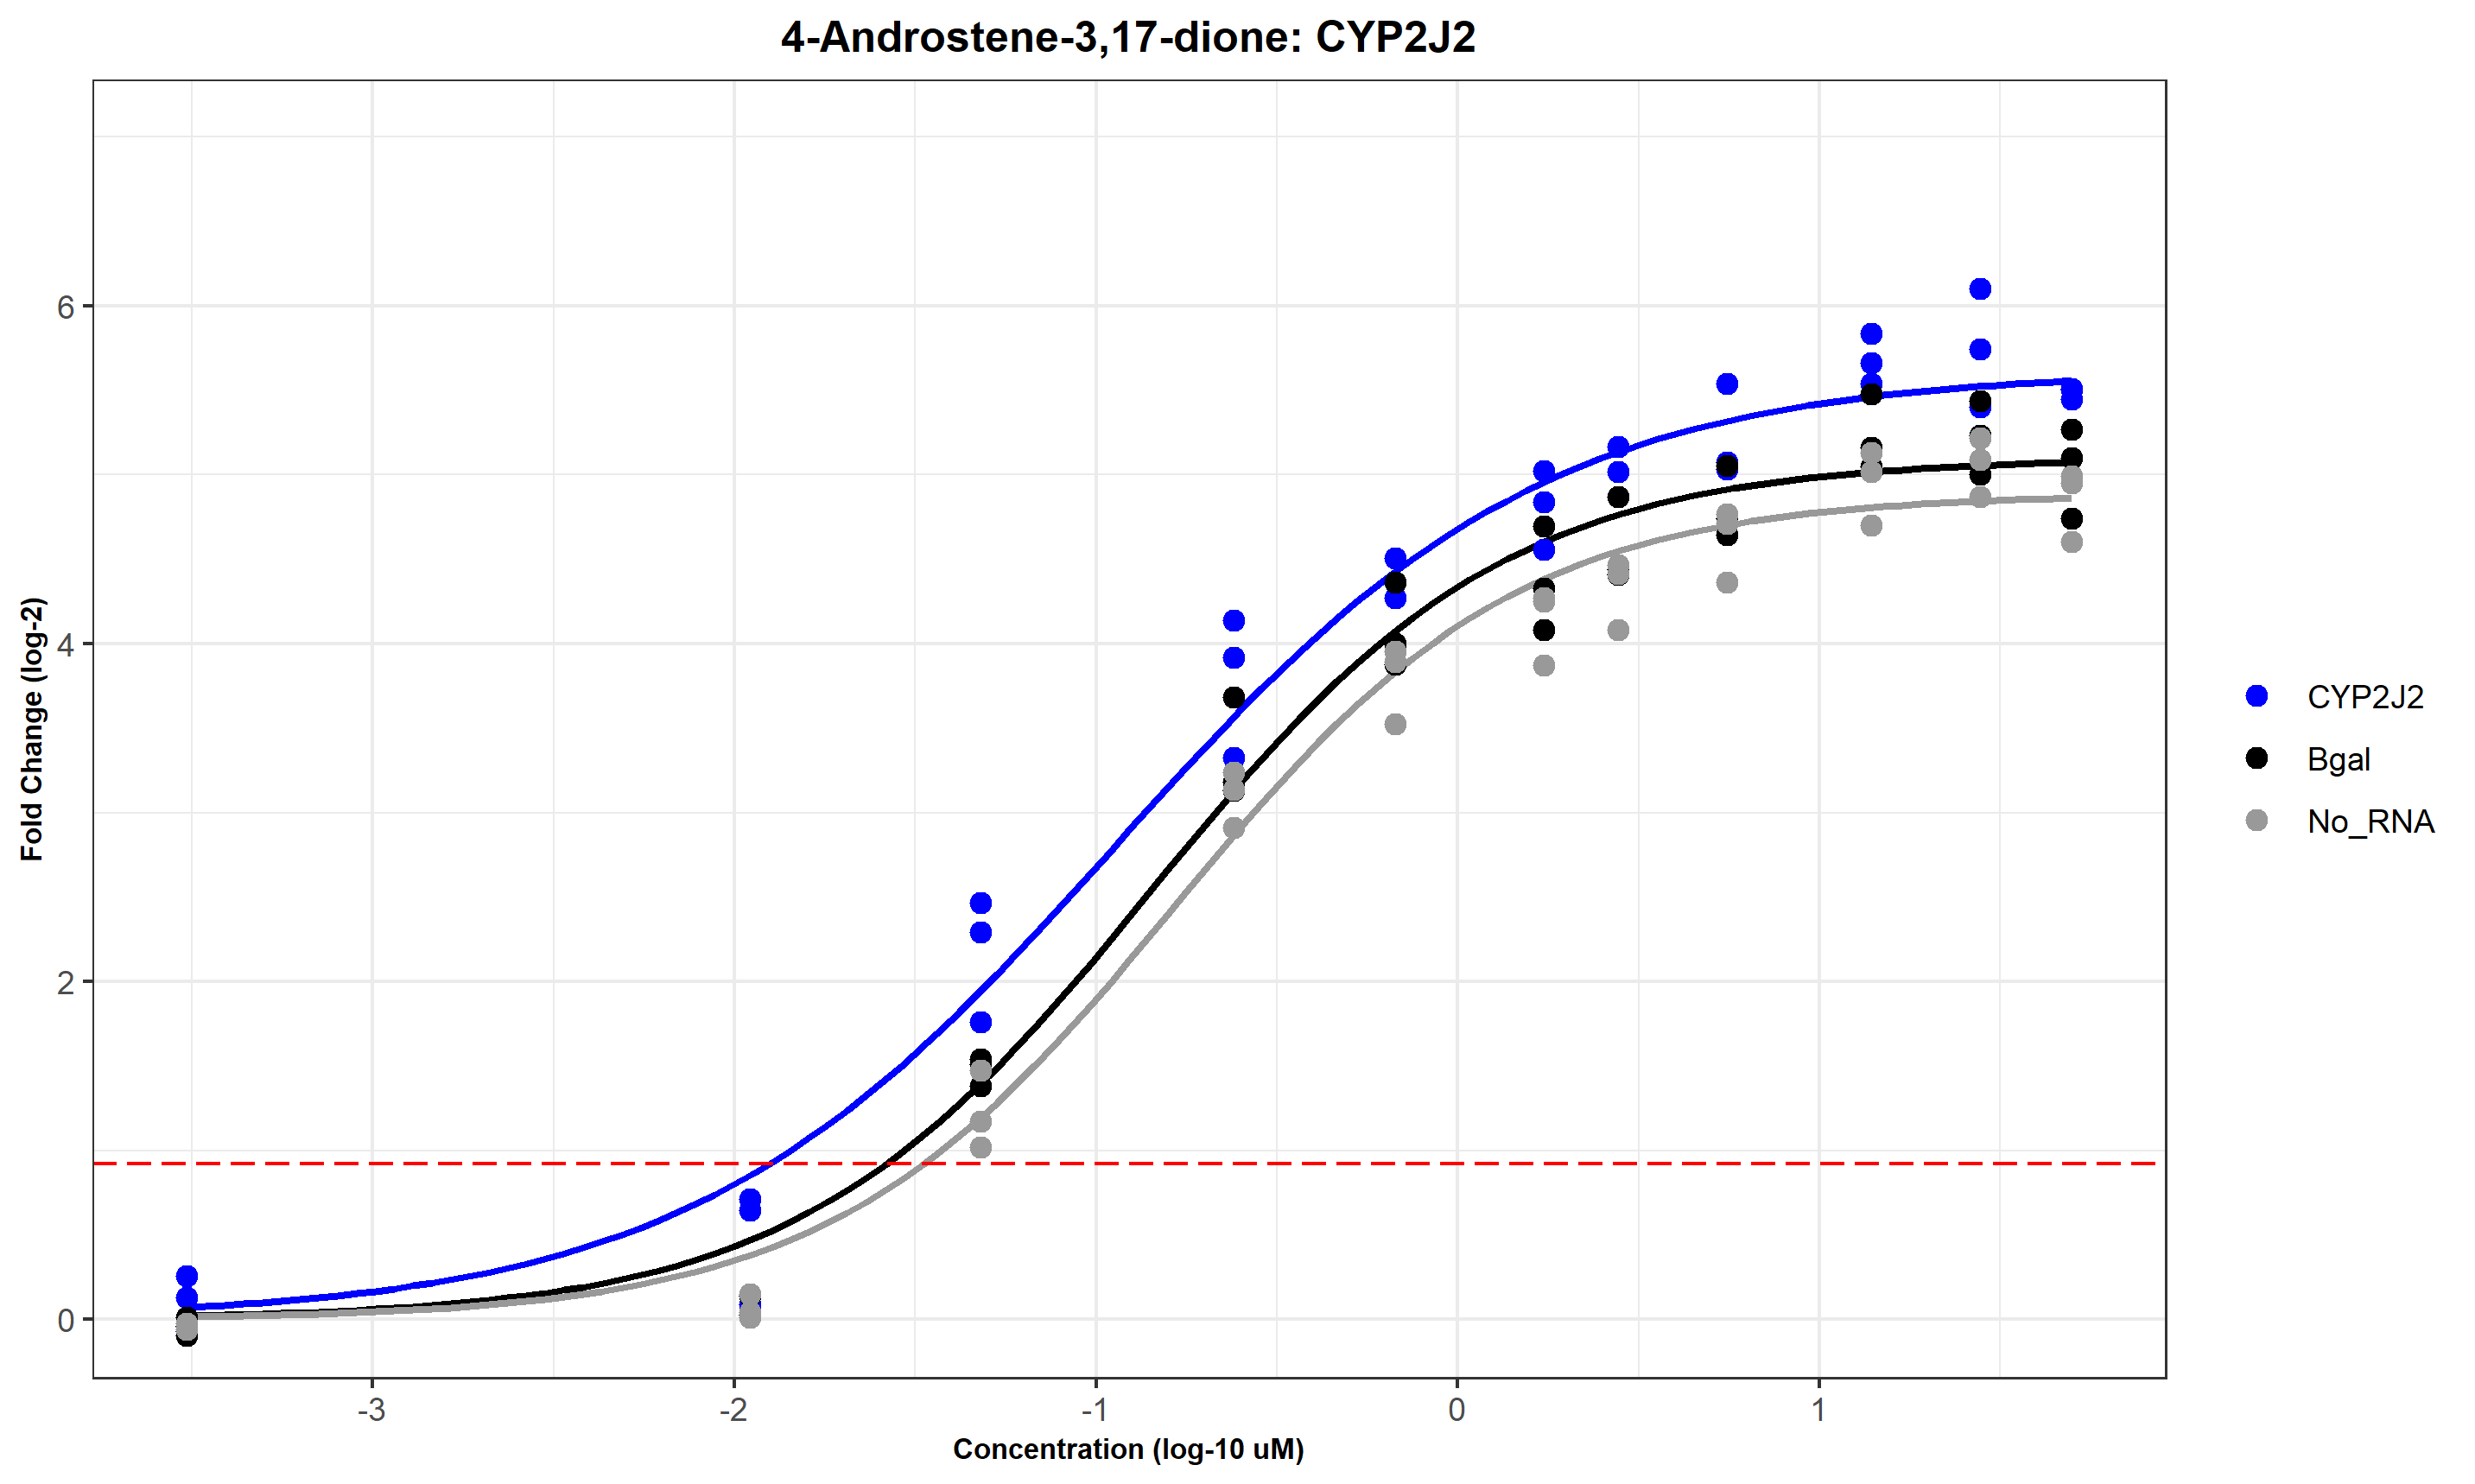 4-Androstene-3,17-dione: CYP2J2
Fold Change (log-2)
6
4
2
0
-3
-2
-1
0
1
Concentration (log-10 uM)
CYP2J2
Bgal
No_RNA